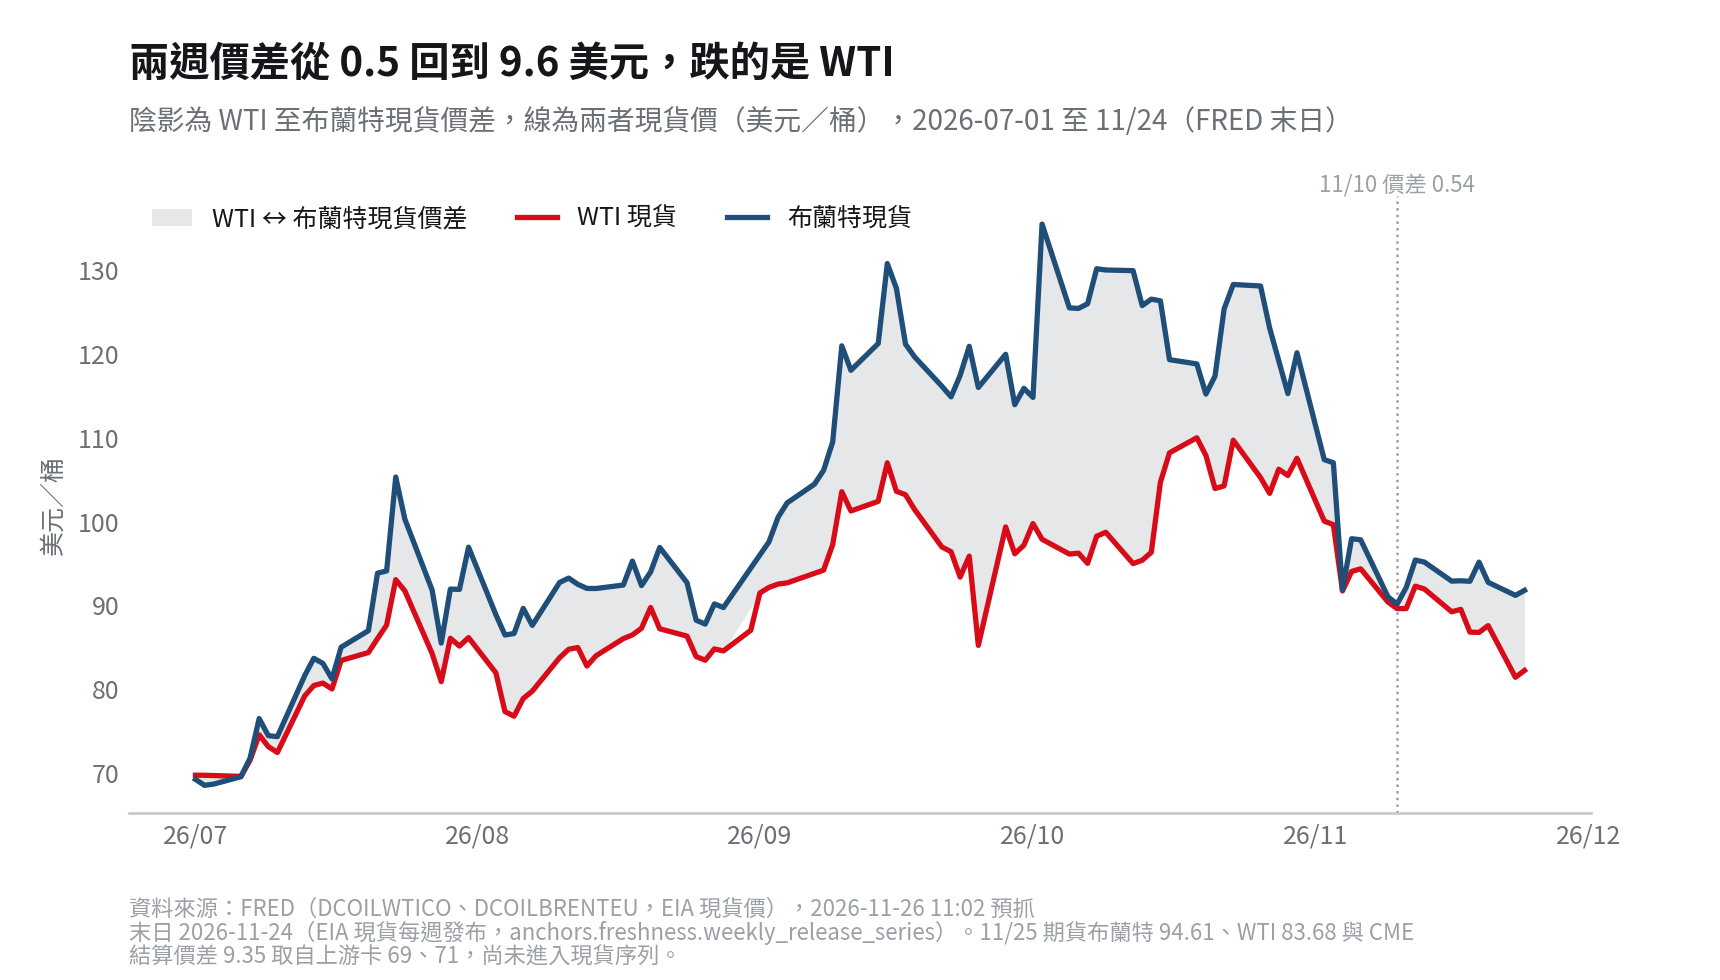 兩週價差從 0.5 回到 9.6 美元，跌的是 WTI
陰影為 WTI 至布蘭特現貨價差，線為兩者現貨價（美元／桶），2026-07-01 至 11/24（FRED 末日）
11/10 價差 0.54
WTI ↔ 布蘭特現貨價差
WTI 現貨
布蘭特現貨
美元／桶
130
120
110
100
90
80
70
26/07
26/08
26/09
26/10
26/11
26/12
資料來源：FRED（DCOILWTICO、DCOILBRENTEU，EIA 現貨價），2026-11-26 11:02 預抓
末日 2026-11-24（EIA 現貨每週發布，anchors.freshness.weekly_release_series）。11/25 期貨布蘭特 94.61、WTI 83.68 與 CME
結算價差 9.35 取自上游卡 69、71，尚未進入現貨序列。